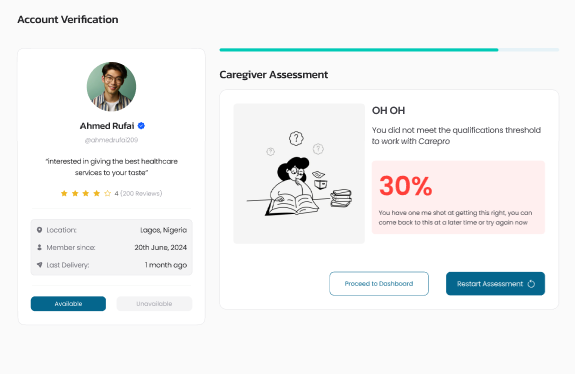 Account Verification
Ahmed Rufai
@ahmedrufai209
“interested in giving the best healthcare
services to your taste”
4 (200 Reviews)
Location: Lagos, Nigeria
Member since: 20th June, 2024
Last Delivery: 1 month ago
Available Unavailable
Caregiver Assessment
OH OH
You did not meet the qualifications threshold
to work with Carepro
30%
You have one me shot at getting this right, you can
come back to this at a later time or try again now
Proceed to Dashboard Restart Assessment